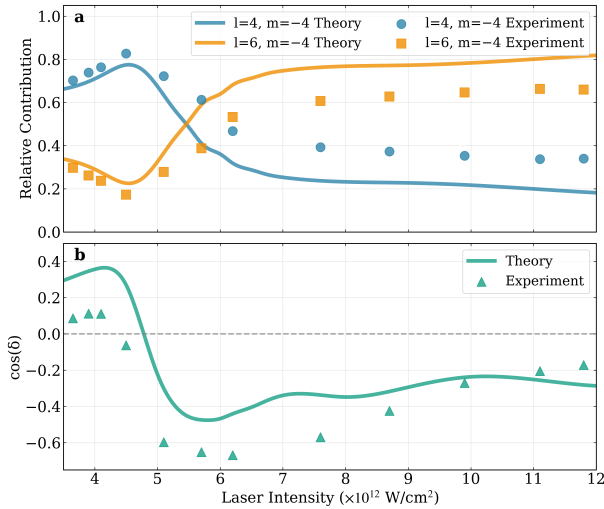 a
l=4, m=−4 Theory
l=4, m=−4 Experiment
l=6, m=−4 Theory
l=6, m=−4 Experiment
Relative Contribution
1.0
0.8
0.6
0.4
0.2
0.0
b
Theory
Experiment
cos(δ)
0.4
0.2
0.0
−0.2
−0.4
−0.6
4 5 6 7 8 9 10 11 12
Laser Intensity (×10¹² W/cm²)